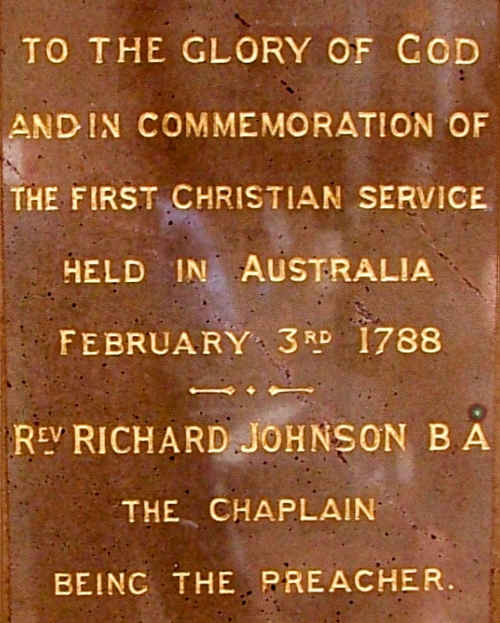 TO THE GLORY OF GOD
AND IN COMMEMORATION OF
THE FIRST CHRISTIAN SERVICE
HELD IN AUSTRALIA
FEBRUARY 3RD 1788
REV RICHARD JOHNSON B A
THE CHAPLAIN
BEING THE PREACHER.